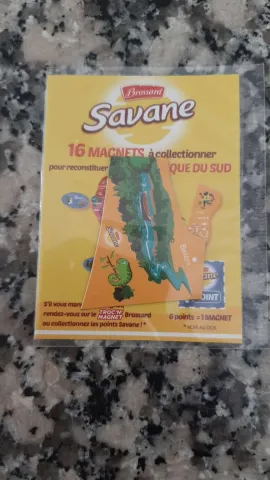 Brossard
Savane
16 MAGNETS à collectionner
pour reconstituer QUE DU SUD
POINT
S'il vous man
rendez-vous sur le TROC'N MAGNET Brossard
ou collectionnez les points Savane ! *
6 points = 1 MAGNET